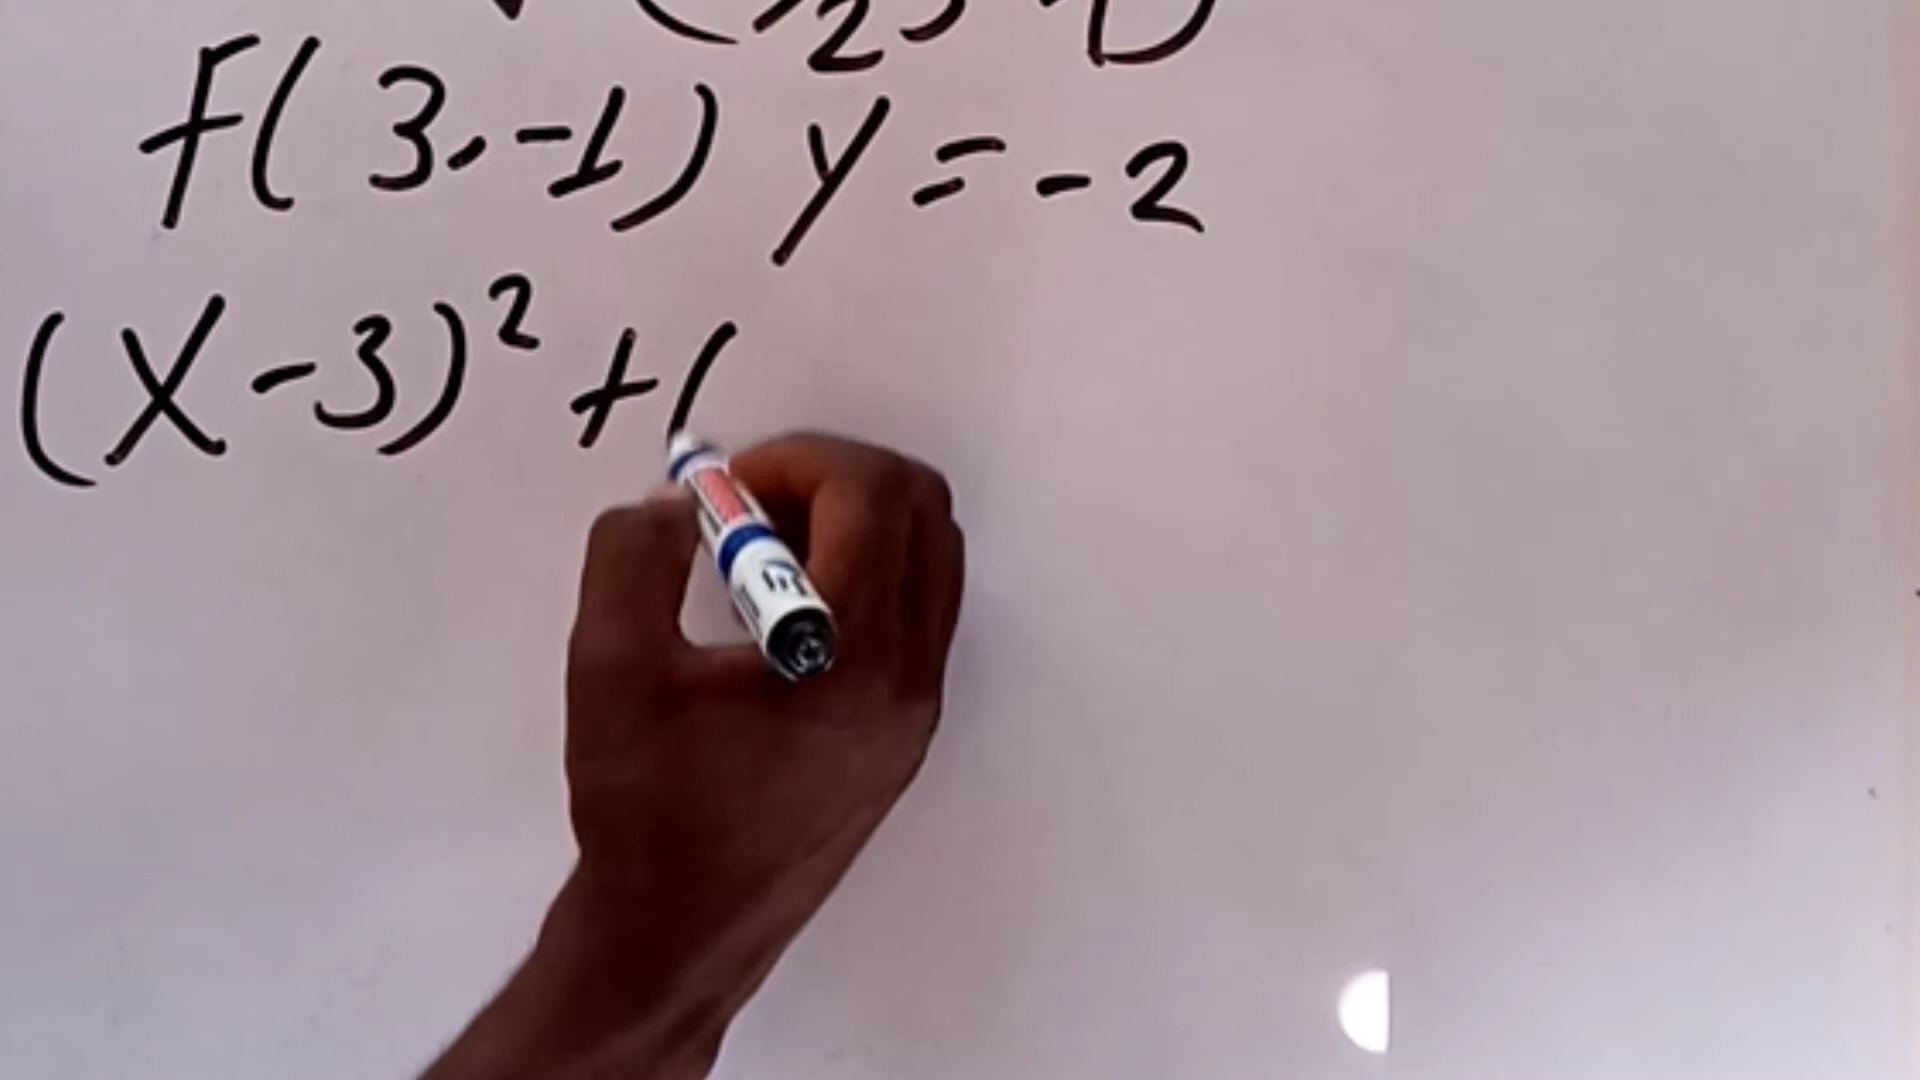 F(3,-1) y=-2
(x-3)²+(